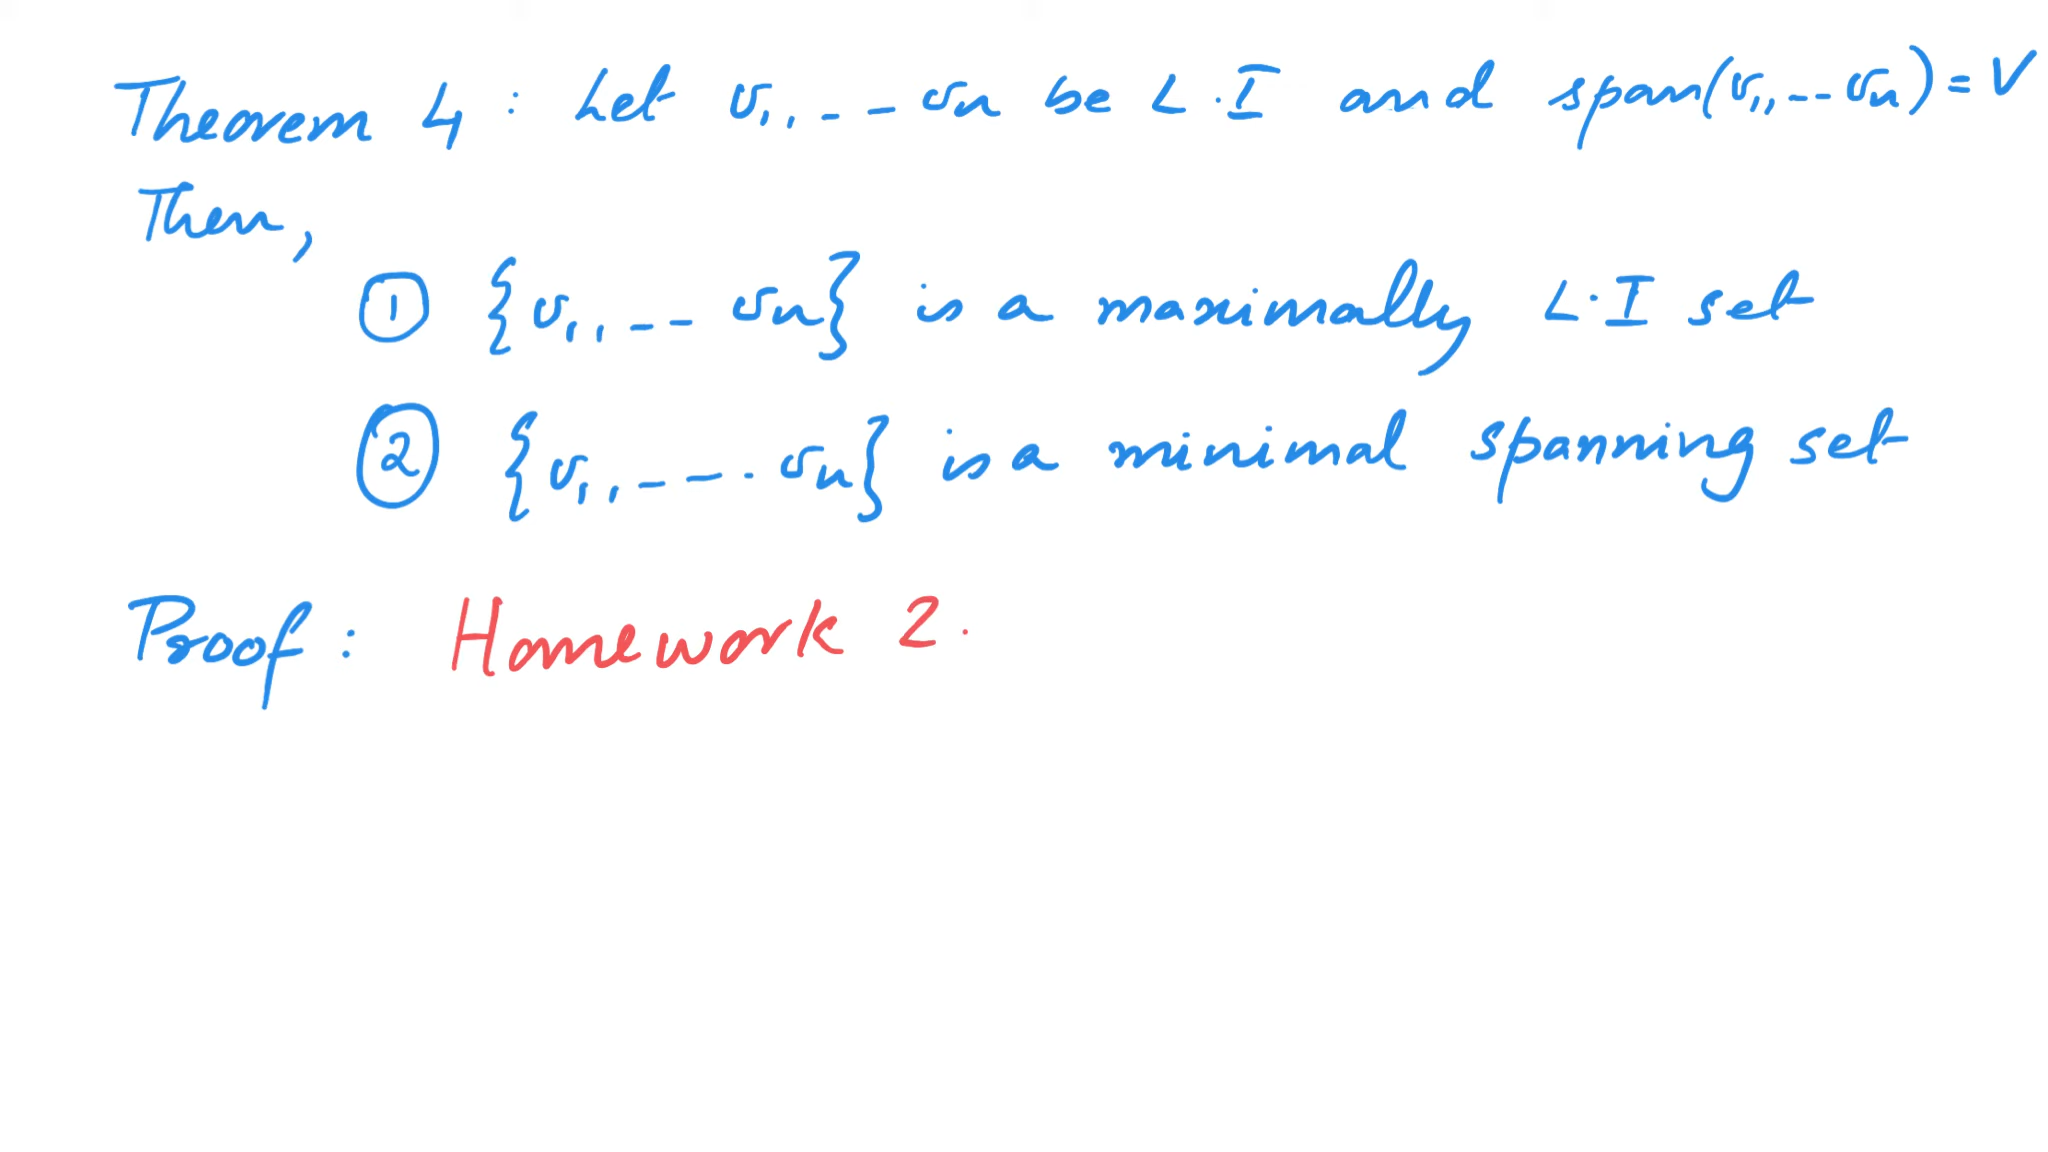 Theorem 4 : Let v₁, -- vₙ be L.I and span(v₁, -- vₙ) = V
Then,
① {v₁, -- vₙ} is a maximally L.I set
② {v₁, --. vₙ} is a minimal spanning set
Proof : Homework 2.